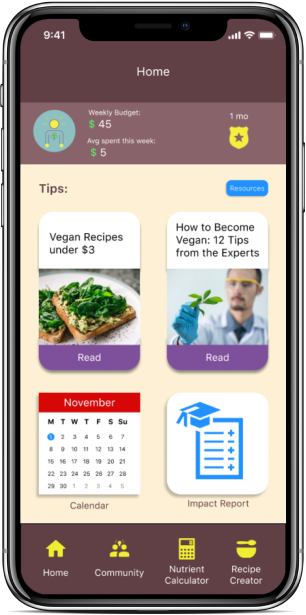 9:41
Home
Weekly Budget:
$ 45
Avg spent this week:
$ 5
1 mo
Tips:
Resources
Vegan Recipes
under $3
Read
How to Become
Vegan: 12 Tips
from the Experts
Read
November
M T W T F S Su
1 2 3 4 5 6 7
8 9 10 11 12 13 14
15 16 17 18 19 20 21
22 23 24 25 26 27 28
29 30 1 2 3 4 5
Calendar
Impact Report
Home
Community
Nutrient
Calculator
Recipe
Creator